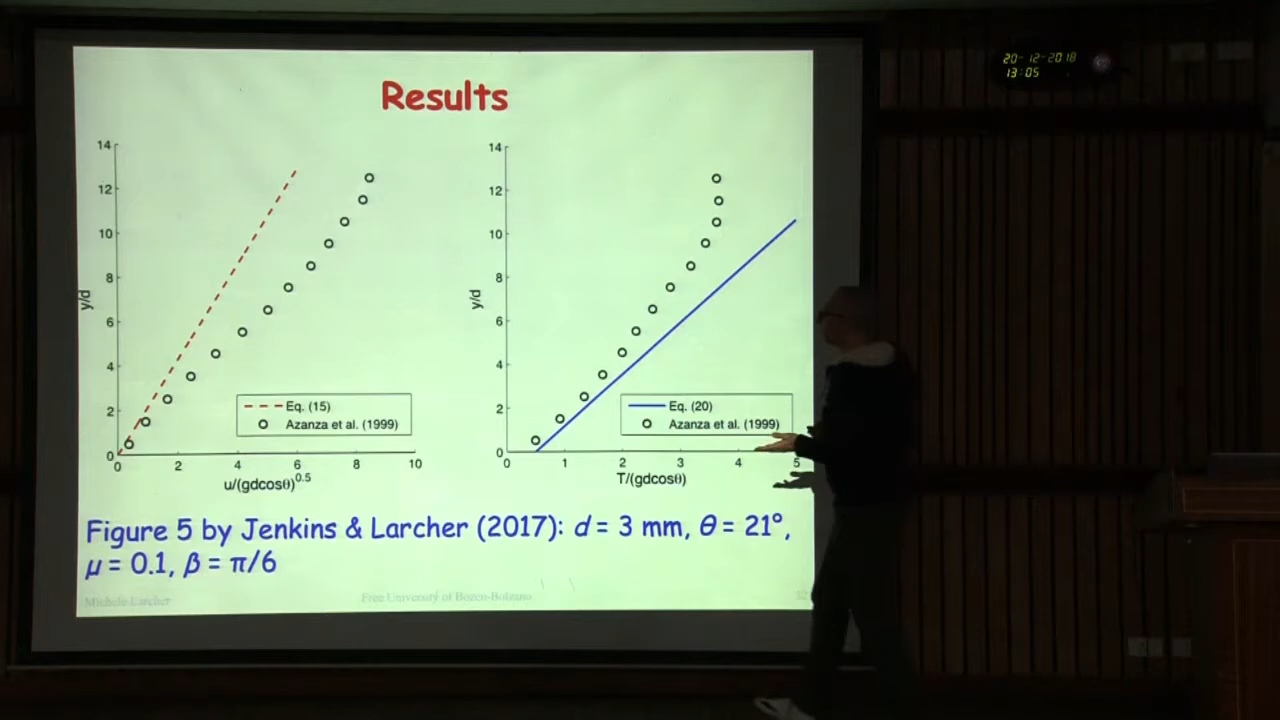 20-12-2018
13:05
Results
14
12
10
8
6
4
2
0
y/d
Eq. (15)
Azanza et al. (1999)
0 2 4 6 8 10
u/(gdcosθ)^0.5
14
12
10
8
6
4
2
0
y/d
Eq. (20)
Azanza et al. (1999)
0 1 2 3 4 5
T/(gdcosθ)
Figure 5 by Jenkins & Larcher (2017): d = 3 mm, θ = 21°,
μ = 0.1, β = π/6
Michele Larcher Free University of Bozen-Bolzano 32